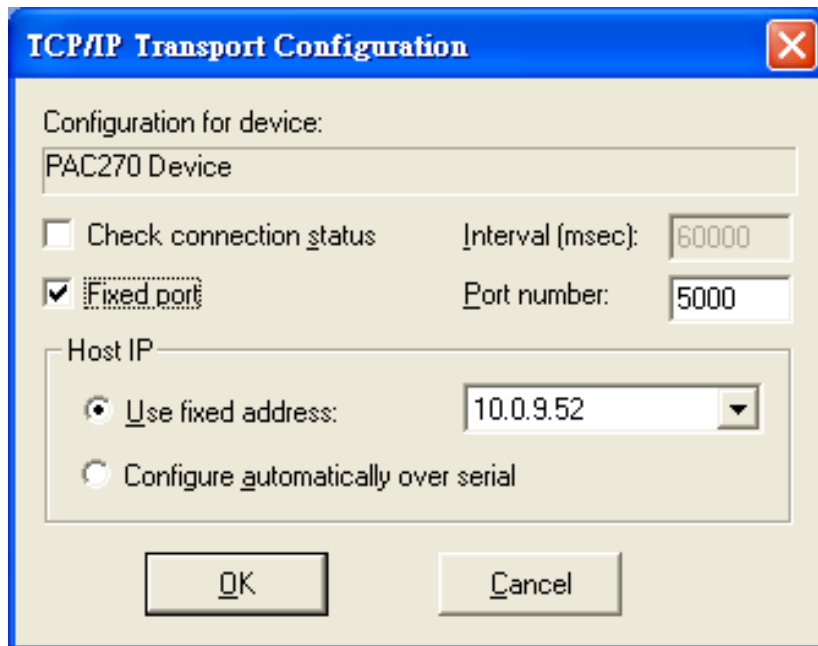 TCP/IP Transport Configuration
Configuration for device:
PAC270 Device
Check connection status Interval (msec): 60000
Fixed port Port number: 5000
Host IP
Use fixed address: 10.0.9.52
Configure automatically over serial
OK Cancel